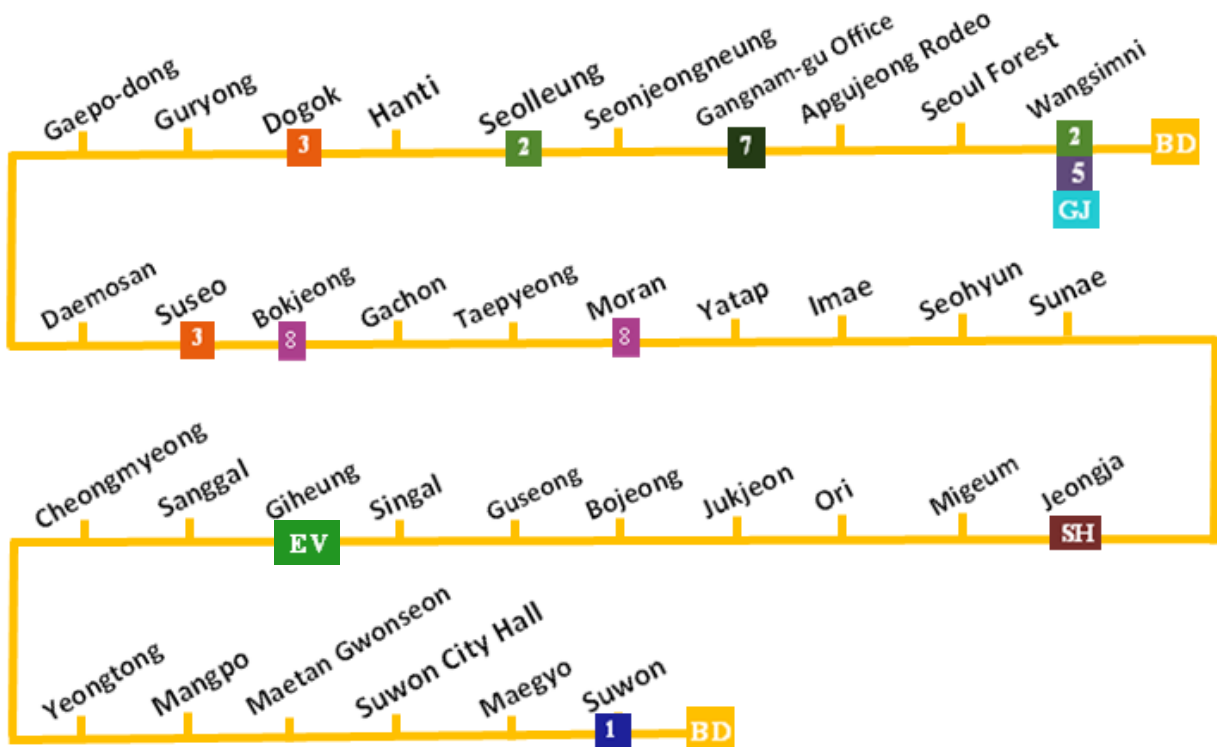 Gaepo-dong
Guryong
Dogok
Hanti
Seolleung
Seonjeongneung
Gangnam-gu Office
Apgujeong Rodeo
Seoul Forest
Wangsimni
3
2
7
2
BD
5
GJ
Daemosan
Suseo
Bokjeong
Gachon
Taepyeong
Moran
Yatap
Imae
Seohyun
Sunae
3
8
8
Cheongmyeong
Sanggal
Giheung
Singal
Guseong
Bojeong
Jukjeon
Ori
Migeum
Jeongja
EV
SH
Yeongtong
Mangpo
Maetan Gwonseon
Suwon City Hall
Maegyo
Suwon
1
BD